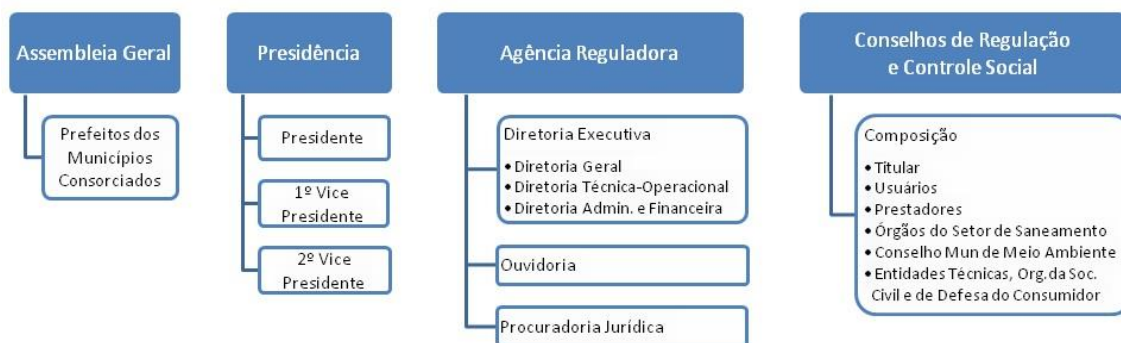 Assembleia Geral
Prefeitos dos
Municípios
Consorciados
Presidência
Presidente
1º Vice
Presidente
2º Vice
Presidente
Agência Reguladora
Diretoria Executiva
• Diretoria Geral
• Diretoria Técnica-Operacional
• Diretoria Admin. e Financeira
Ouvidoria
Procuradoria Jurídica
Conselhos de Regulação
e Controle Social
Composição
• Titular
• Usuários
• Prestadores
• Órgãos do Setor de Saneamento
• Conselho Mun de Meio Ambiente
• Entidades Técnicas, Org.da Soc.
Civil e de Defesa do Consumidor